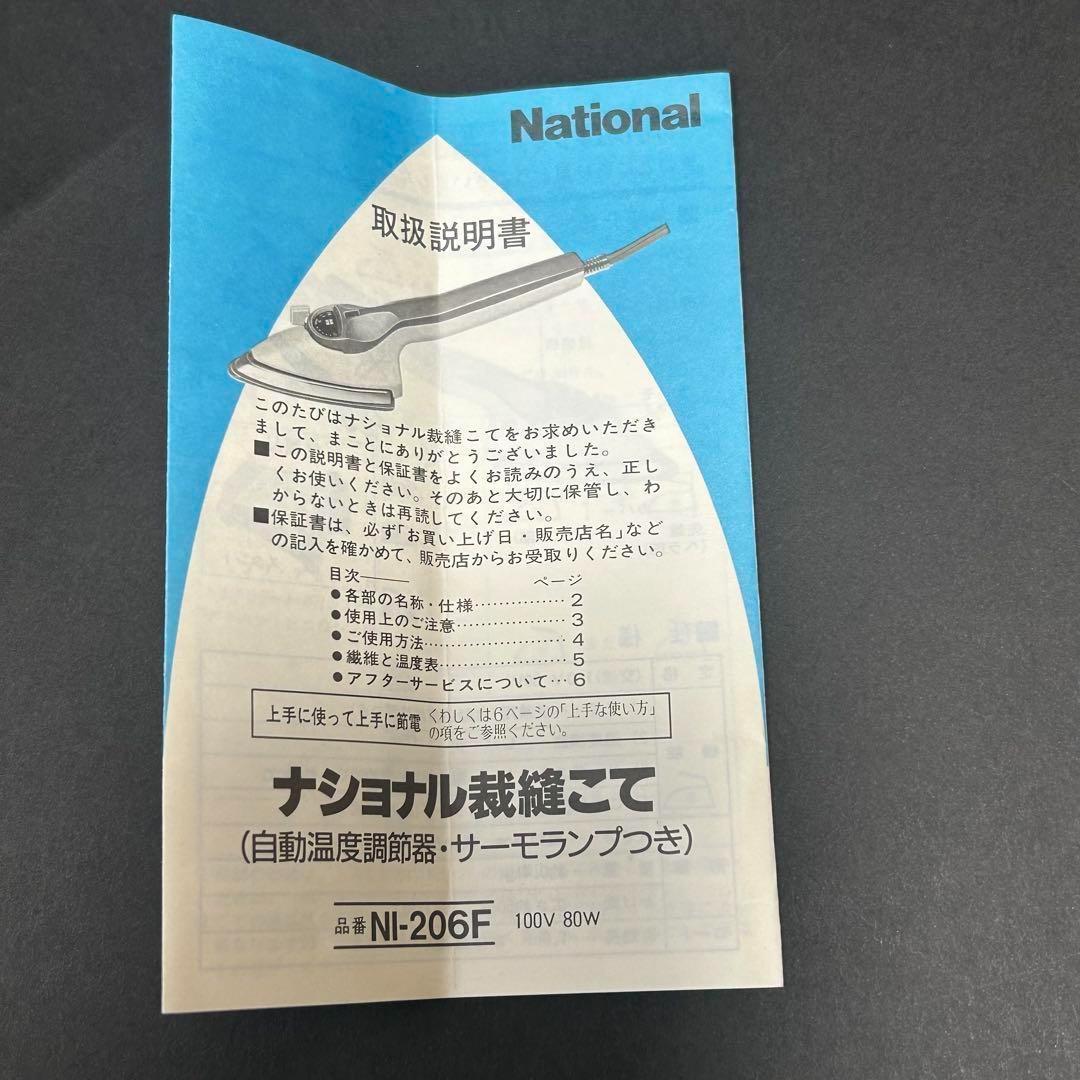 National
取扱説明書
このたびはナショナル裁縫こてをお求めいただき
まして、まことにありがとうございました。
■この説明書と保証書をよくお読みのうえ、正し
くお使いください。そのあと大切に保管し、わ
からないときは再読してください。
■保証書は、必ず「お買い上げ日・販売店名」など
の記入を確かめて、販売店からお受取りください。
目次―― ページ
●各部の名称・仕様……………2
●使用上のご注意………………3
●ご使用方法……………………4
●繊維と温度表…………………5
●アフターサービスについて…6
上手に使って上手に節電 くわしくは6ページの「上手な使い方」
の項をご参照ください。
ナショナル裁縫こて
(自動温度調節器・サーモランプつき)
品番 NI-206F 100V 80W